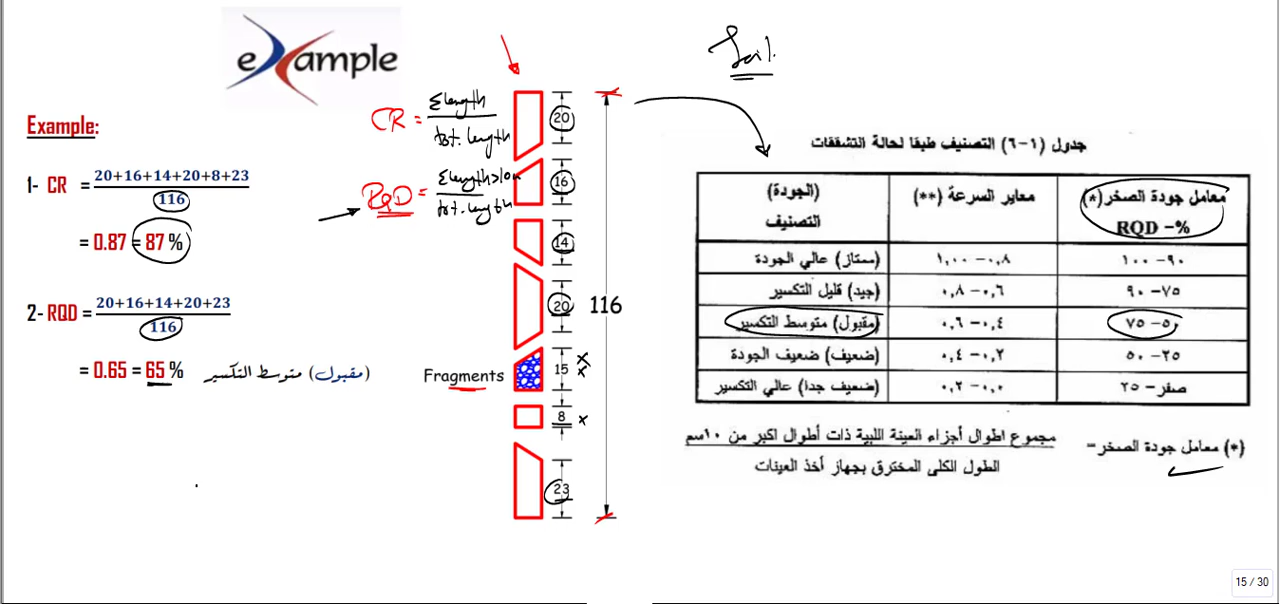 eXample
Example:
1- CR = 20+16+14+20+8+23
116
= 0.87 = 87 %
2- RQD = 20+16+14+20+23
116
= 0.65 = 65 % (مقبول) متوسط التكسير
CR = Σlength
tot. length
RQD = Σlength>10
tot. length
20
16
14
20
Fragments 15
8
23
116
جدول (١-٦) التصنيف طبقا لحالة التشققات
معامل جودة الصخر(*) RQD -% | معاير السرعة (**) | (الجودة) التصنيف
٩٠-١٠٠ | ٠,٨-١,٠٠ | (ممتاز) عالي الجودة
٧٥-٩٠ | ٠,٦-٠,٨ | (جيد) قليل التكسير
٥٠-٧٥ | ٠,٤-٠,٦ | (مقبول) متوسط التكسير
٢٥-٥٠ | ٠,٢-٠,٤ | (ضعيف) ضعيف الجودة
صفر-٢٥ | ٠,٠-٠,٢ | (ضعيف جدا) عالي التكسير
(*) معامل جودة الصخر= مجموع اطوال أجزاء العينة اللبية ذات أطوال اكبر من ١٠سم
الطول الكلى المخترق بجهاز أخذ العينات
15 / 30